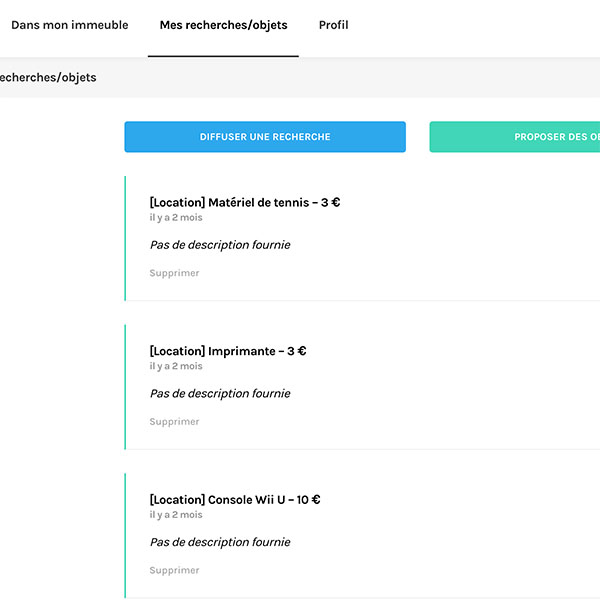 Dans mon immeuble Mes recherches/objets Profil
echerches/objets
DIFFUSER UNE RECHERCHE PROPOSER DES OB
[Location] Matériel de tennis – 3 €
il y a 2 mois
Pas de description fournie
Supprimer
[Location] Imprimante – 3 €
il y a 2 mois
Pas de description fournie
Supprimer
[Location] Console Wii U – 10 €
il y a 2 mois
Pas de description fournie
Supprimer